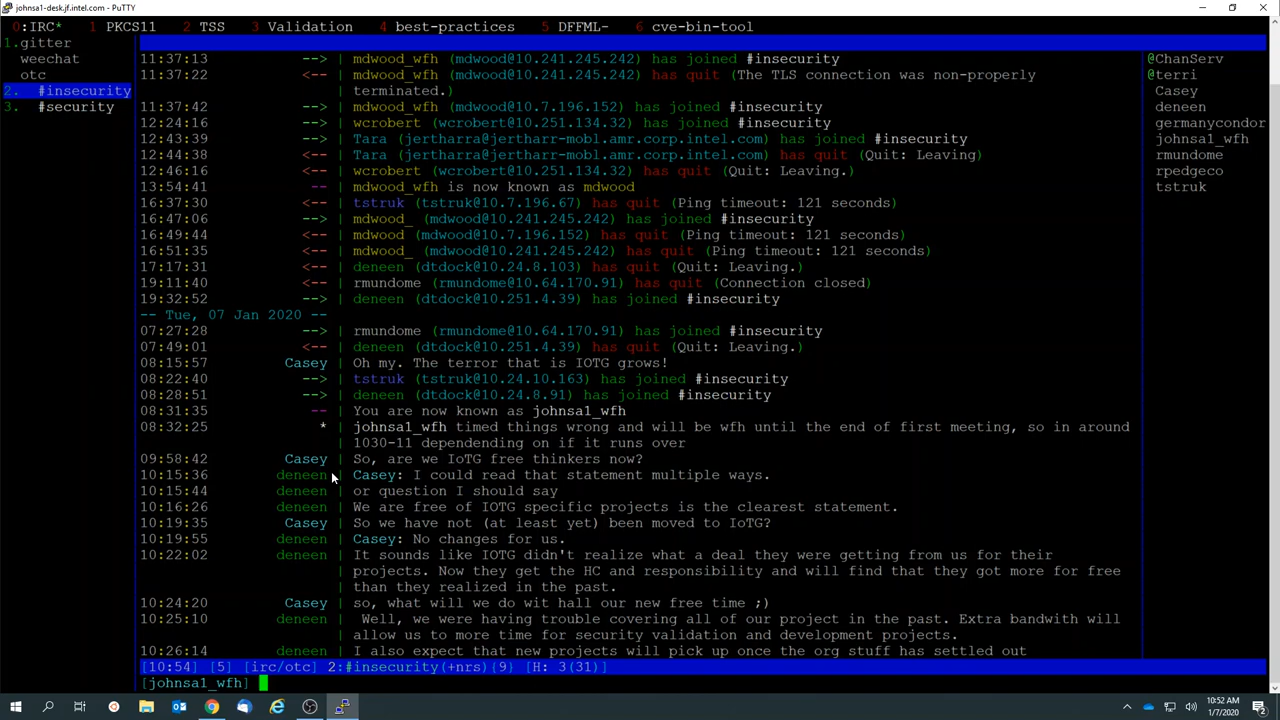 johnsa1-desk.jf.intel.com - PuTTY
0:IRC* 1 PKCS11 2 TSS 3 Validation 4 best-practices 5 DFFML- 6 cve-bin-tool
1.gitter
weechat
otc
2. #insecurity
3. #security
11:37:13 --> | mdwood_wfh (mdwood@10.241.245.242) has joined #insecurity
11:37:22 <-- | mdwood_wfh (mdwood@10.241.245.242) has quit (The TLS connection was non-properly
| terminated.)
11:37:42 --> | mdwood_wfh (mdwood@10.7.196.152) has joined #insecurity
12:24:16 --> | wcrobert (wcrobert@10.251.134.32) has joined #insecurity
12:43:39 --> | Tara (jertharra@jertharr-mobl.amr.corp.intel.com) has joined #insecurity
12:44:38 <-- | Tara (jertharra@jertharr-mobl.amr.corp.intel.com) has quit (Quit: Leaving)
12:46:16 <-- | wcrobert (wcrobert@10.251.134.32) has quit (Quit: Leaving.)
13:54:41 -- | mdwood_wfh is now known as mdwood
16:37:30 <-- | tstruk (tstruk@10.7.196.67) has quit (Ping timeout: 121 seconds)
16:47:06 --> | mdwood_ (mdwood@10.241.245.242) has joined #insecurity
16:49:44 <-- | mdwood (mdwood@10.7.196.152) has quit (Ping timeout: 121 seconds)
16:51:35 <-- | mdwood_ (mdwood@10.241.245.242) has quit (Ping timeout: 121 seconds)
17:17:31 <-- | deneen (dtdock@10.24.8.103) has quit (Quit: Leaving.)
19:11:40 <-- | rmundome (rmundome@10.64.170.91) has quit (Connection closed)
19:32:52 --> | deneen (dtdock@10.251.4.39) has joined #insecurity
-- Tue, 07 Jan 2020 --
07:27:28 --> | rmundome (rmundome@10.64.170.91) has joined #insecurity
07:49:01 <-- | deneen (dtdock@10.251.4.39) has quit (Quit: Leaving.)
08:15:57 Casey | Oh my. The terror that is IOTG grows!
08:22:40 --> | tstruk (tstruk@10.24.10.163) has joined #insecurity
08:28:51 --> | deneen (dtdock@10.24.8.91) has joined #insecurity
08:31:35 -- | You are now known as johnsa1_wfh
08:32:25 * | johnsa1_wfh timed things wrong and will be wfh until the end of first meeting, so in around
| 1030-11 dependending on if it runs over
09:58:42 Casey | So, are we IoTG free thinkers now?
10:15:36 deneen | Casey: I could read that statement multiple ways.
10:15:44 deneen | or question I should say
10:16:26 deneen | We are free of IOTG specific projects is the clearest statement.
10:19:35 Casey | So we have not (at least yet) been moved to IoTG?
10:19:55 deneen | Casey: No changes for us.
10:22:02 deneen | It sounds like IOTG didn't realize what a deal they were getting from us for their
| projects. Now they get the HC and responsibility and will find that they got more for free
| than they realized in the past.
10:24:20 Casey | so, what will we do wit hall our new free time ;)
10:25:10 deneen | Well, we were having trouble covering all of our project in the past. Extra bandwith will
| allow us to more time for security validation and development projects.
10:26:14 deneen | I also expect that new projects will pick up once the org stuff has settled out
@ChanServ
@terri
Casey
deneen
germanycondor
johnsa1_wfh
rmundome
rpedgeco
tstruk
[10:54] [5] [irc/otc] 2:#insecurity(+nrs){9} [H: 3(31)]
[johnsa1_wfh]
10:52 AM
1/7/2020
2